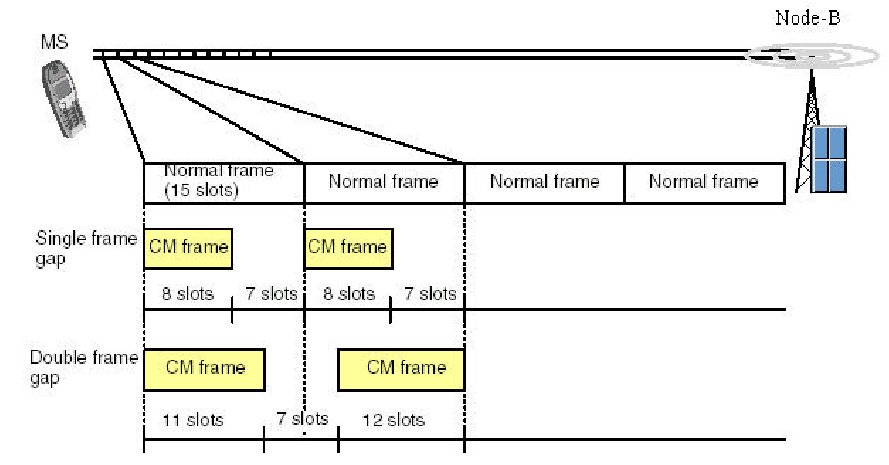 Node-B
MS
Normal frame
(15 slots)
Normal frame
Normal frame
Normal frame
Single frame
gap
CM frame
CM frame
8 slots
7 slots
8 slots
7 slots
Double frame
gap
CM frame
CM frame
11 slots
7 slots
12 slots